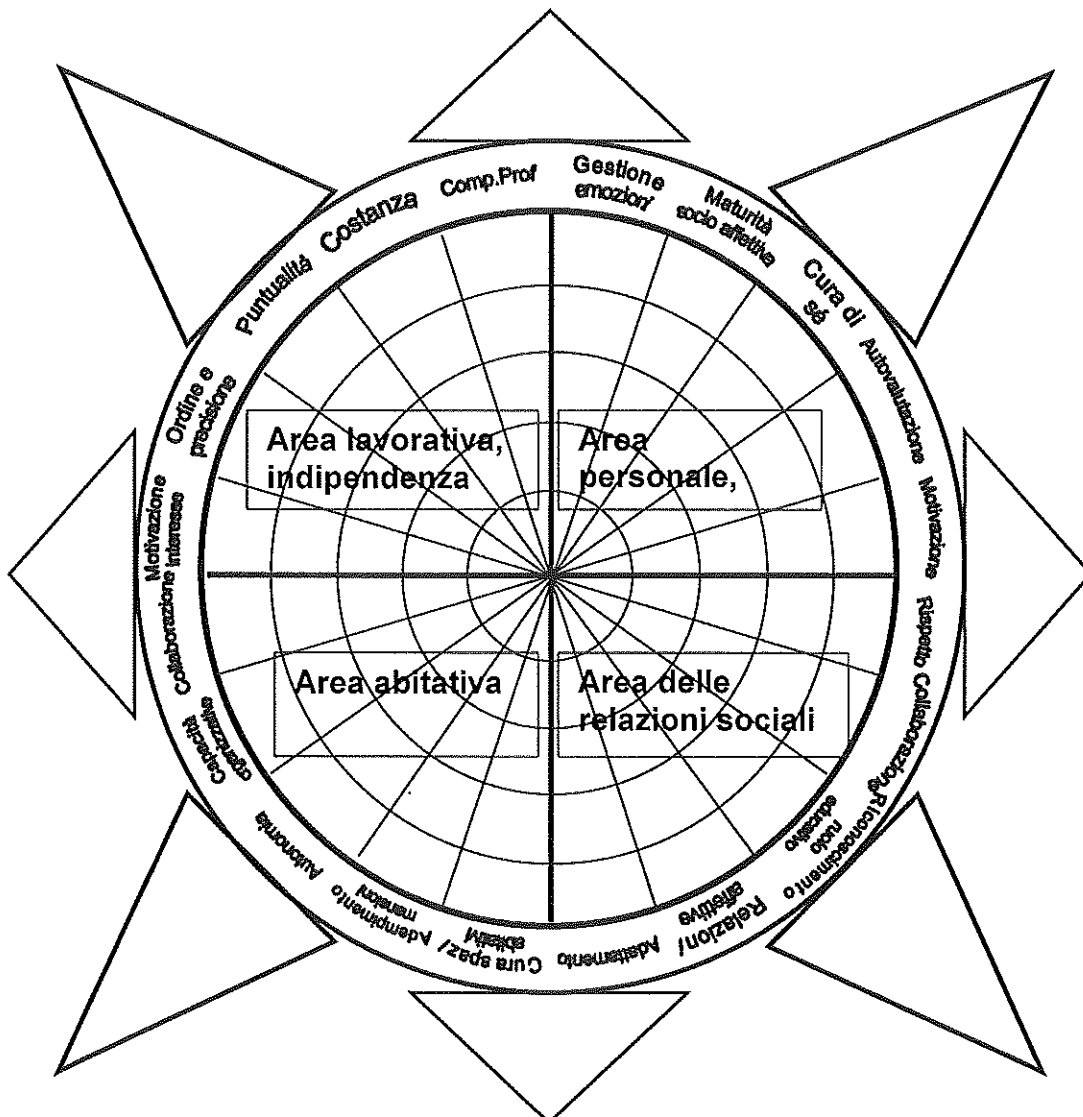 Gestione
emozioni
Maturità
socio affettiva
Cura di
sé
Autovalutazione
Motivazione
Rispetto
Collaborazione
Riconoscimento
ruolo
educativo
Relazioni
affettive
Adattamento
Cura spazi
abitativi
Adempimento
mansioni
Autonomia
Capacità
organizzative
Collaborazione
Motivazione
interesse
Ordine e
precisione
Puntualità
Costanza
Comp.Prof
Area lavorativa,
indipendenza
Area
personale,
Area abitativa
Area delle
relazioni sociali